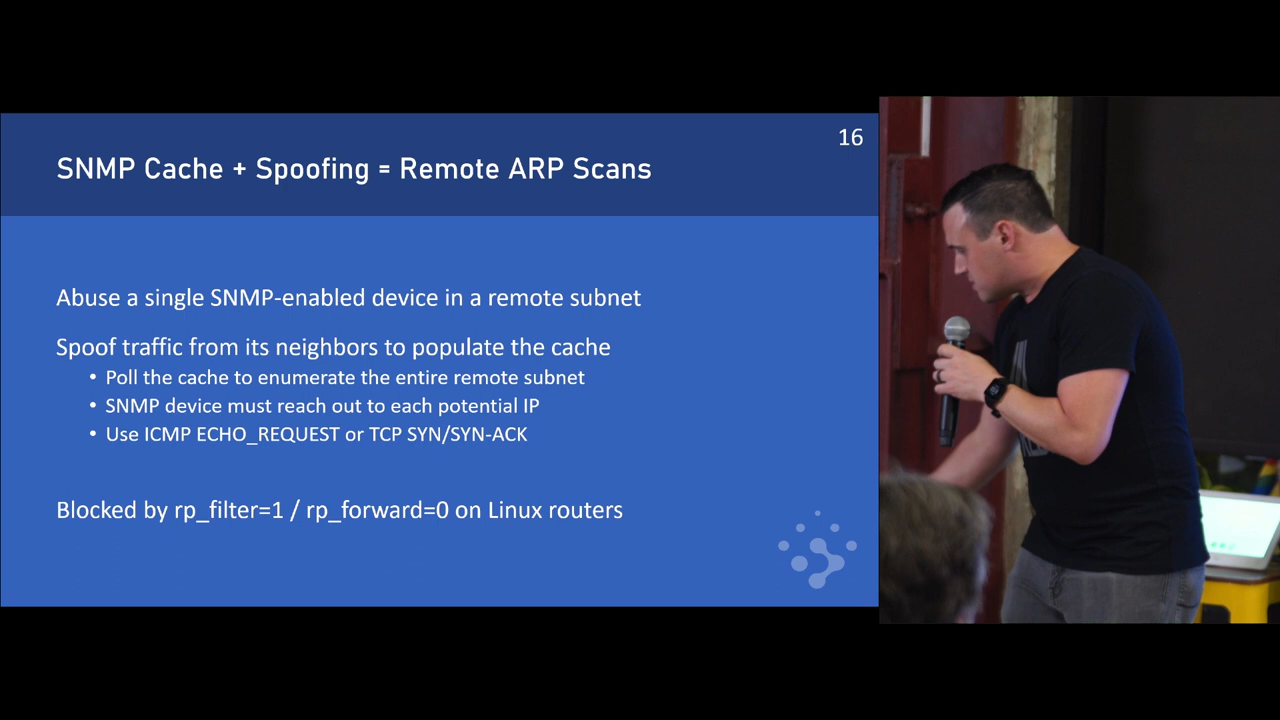 16
SNMP Cache + Spoofing = Remote ARP Scans
Abuse a single SNMP-enabled device in a remote subnet
Spoof traffic from its neighbors to populate the cache
• Poll the cache to enumerate the entire remote subnet
• SNMP device must reach out to each potential IP
• Use ICMP ECHO_REQUEST or TCP SYN/SYN-ACK
Blocked by rp_filter=1 / rp_forward=0 on Linux routers